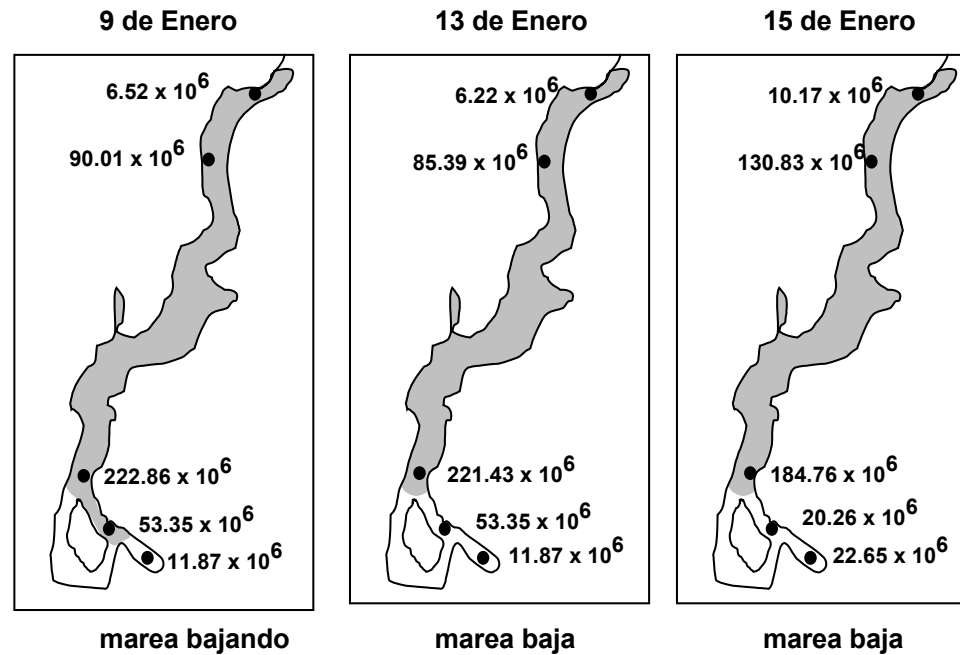 9 de Enero
6.52 x 10^6
90.01 x 10^6
222.86 x 10^6
53.35 x 10^6
11.87 x 10^6
marea bajando
13 de Enero
6.22 x 10^6
85.39 x 10^6
221.43 x 10^6
53.35 x 10^6
11.87 x 10^6
marea baja
15 de Enero
10.17 x 10^6
130.83 x 10^6
184.76 x 10^6
20.26 x 10^6
22.65 x 10^6
marea baja